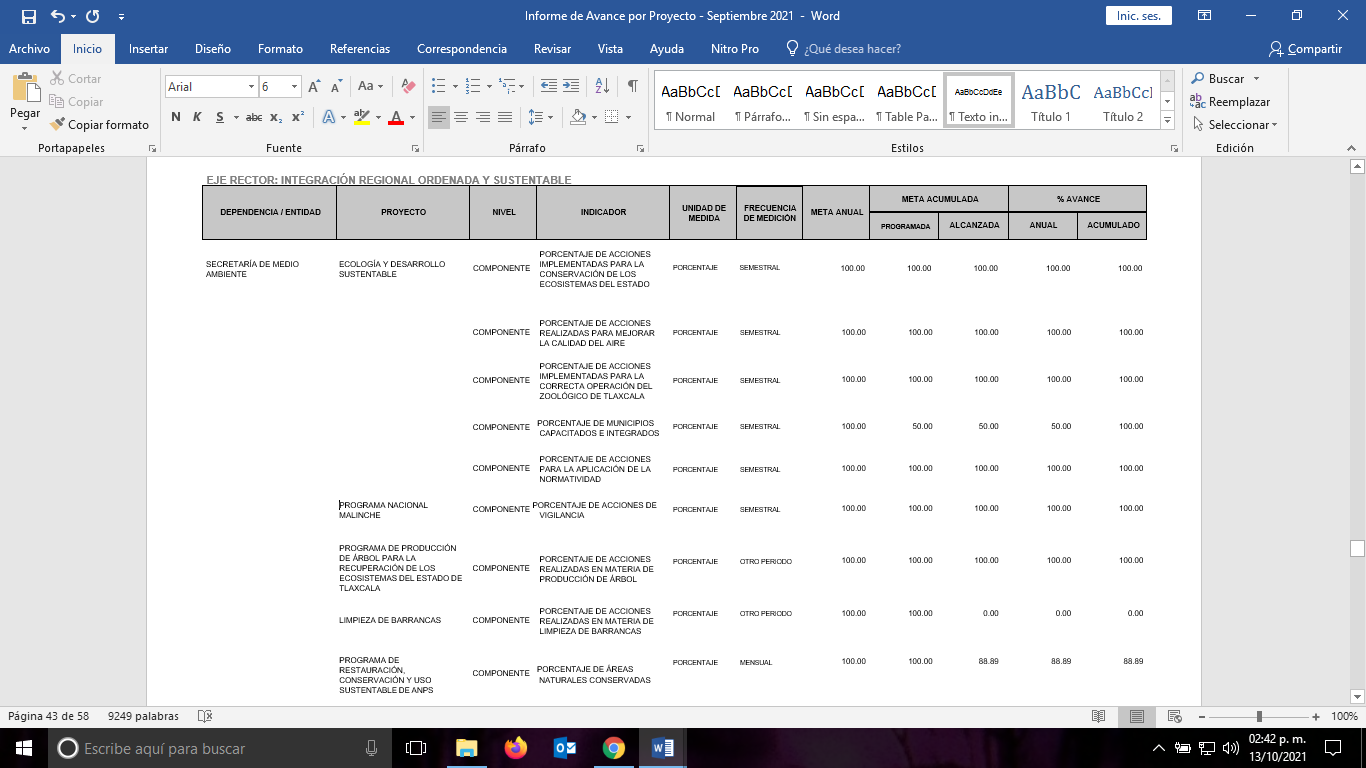 Informe de Avance por Proyecto - Septiembre 2021 - Word
Inic. ses.
Archivo Inicio Insertar Diseño Formato Referencias Correspondencia Revisar Vista Ayuda Nitro Pro ¿Qué desea hacer? Compartir
Pegar
Cortar
Copiar
Copiar formato
Portapapeles
Arial 6
Aa
N K S abc x₂ x²
Fuente
Párrafo
AaBbCcD AaBbCcD AaBbCcD AaBbCcD AaBbCcDdEe AaBbC AaBbCcI
¶ Normal ¶ Párrafo... ¶ Sin espa... ¶ Table Pa... ¶ Texto in... Título 1 Título 2
Estilos
Buscar
Reemplazar
Seleccionar
Edición
EJE RECTOR: INTEGRACIÓN REGIONAL ORDENADA Y SUSTENTABLE
DEPENDENCIA / ENTIDAD PROYECTO NIVEL INDICADOR UNIDAD DE MEDIDA FRECUENCIA DE MEDICIÓN META ANUAL META ACUMULADA % AVANCE
PROGRAMADA ALCANZADA ANUAL ACUMULADO
SECRETARÍA DE MEDIO
AMBIENTE
ECOLOGÍA Y DESARROLLO
SUSTENTABLE
COMPONENTE
PORCENTAJE DE ACCIONES
IMPLEMENTADAS PARA LA
CONSERVACIÓN DE LOS
ECOSISTEMAS DEL ESTADO
PORCENTAJE SEMESTRAL 100.00 100.00 100.00 100.00 100.00
COMPONENTE
PORCENTAJE DE ACCIONES
REALIZADAS PARA MEJORAR
LA CALIDAD DEL AIRE
PORCENTAJE SEMESTRAL 100.00 100.00 100.00 100.00 100.00
COMPONENTE
PORCENTAJE DE ACCIONES
IMPLEMENTADAS PARA LA
CORRECTA OPERACIÓN DEL
ZOOLÓGICO DE TLAXCALA
PORCENTAJE SEMESTRAL 100.00 100.00 100.00 100.00 100.00
COMPONENTE
PORCENTAJE DE MUNICIPIOS
CAPACITADOS E INTEGRADOS
PORCENTAJE SEMESTRAL 100.00 50.00 50.00 50.00 100.00
COMPONENTE
PORCENTAJE DE ACCIONES
PARA LA APLICACIÓN DE LA
NORMATIVIDAD
PORCENTAJE SEMESTRAL 100.00 100.00 100.00 100.00 100.00
PROGRAMA NACIONAL
MALINCHE
COMPONENTE
PORCENTAJE DE ACCIONES DE
VIGILANCIA
PORCENTAJE SEMESTRAL 100.00 100.00 100.00 100.00 100.00
PROGRAMA DE PRODUCCIÓN
DE ÁRBOL PARA LA
RECUPERACIÓN DE LOS
ECOSISTEMAS DEL ESTADO DE
TLAXCALA
COMPONENTE
PORCENTAJE DE ACCIONES
REALIZADAS EN MATERIA DE
PRODUCCIÓN DE ÁRBOL
PORCENTAJE OTRO PERIODO 100.00 100.00 100.00 100.00 100.00
LIMPIEZA DE BARRANCAS
COMPONENTE
PORCENTAJE DE ACCIONES
REALIZADAS EN MATERIA DE
LIMPIEZA DE BARRANCAS
PORCENTAJE OTRO PERIODO 100.00 100.00 0.00 0.00 0.00
PROGRAMA DE
RESTAURACIÓN,
CONSERVACIÓN Y USO
SUSTENTABLE DE ANPS
COMPONENTE
PORCENTAJE DE ÁREAS
NATURALES CONSERVADAS
PORCENTAJE MENSUAL 100.00 100.00 88.89 88.89 88.89
Página 43 de 58 9249 palabras 100%
Escribe aquí para buscar
02:42 p. m.
13/10/2021